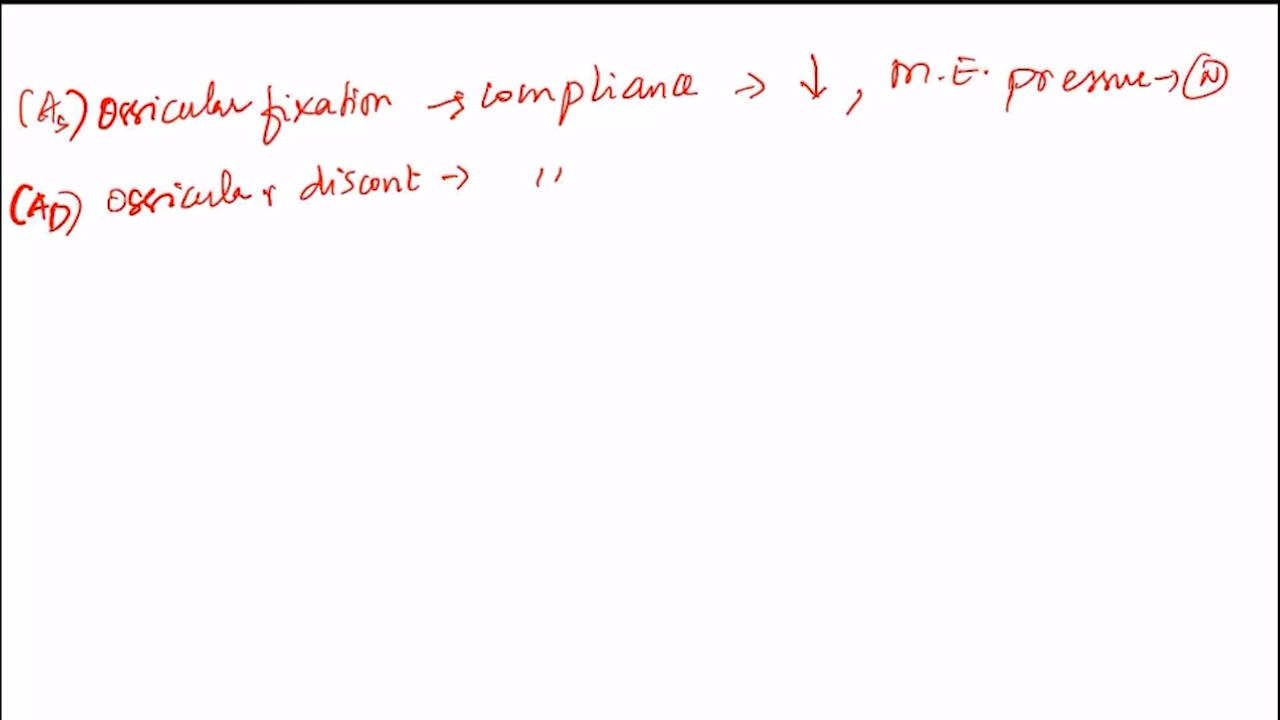 (As) ossicular fixation → compliance → ↓, M.E. pressure → Ⓝ
(AD) ossicular discont → "